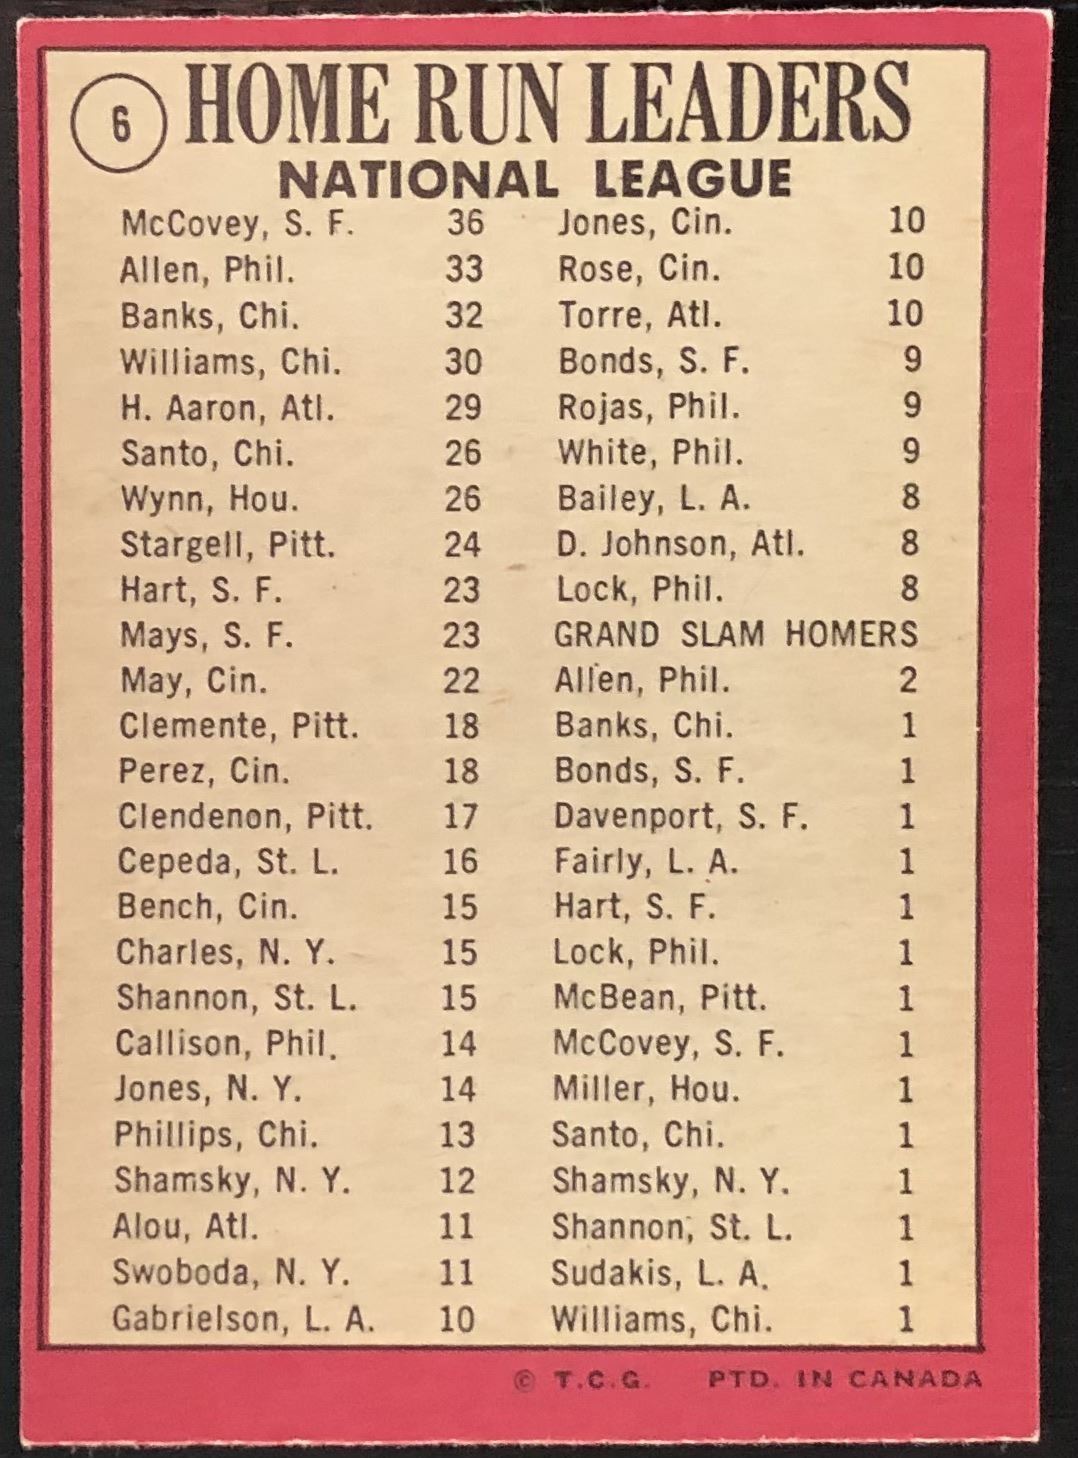 6
HOME RUN LEADERS
NATIONAL LEAGUE
McCovey, S. F. 36
Allen, Phil. 33
Banks, Chi. 32
Williams, Chi. 30
H. Aaron, Atl. 29
Santo, Chi. 26
Wynn, Hou. 26
Stargell, Pitt. 24
Hart, S. F. 23
Mays, S. F. 23
May, Cin. 22
Clemente, Pitt. 18
Perez, Cin. 18
Clendenon, Pitt. 17
Cepeda, St. L. 16
Bench, Cin. 15
Charles, N. Y. 15
Shannon, St. L. 15
Callison, Phil. 14
Jones, N. Y. 14
Phillips, Chi. 13
Shamsky, N. Y. 12
Alou, Atl. 11
Swoboda, N. Y. 11
Gabrielson, L. A. 10
Jones, Cin. 10
Rose, Cin. 10
Torre, Atl. 10
Bonds, S. F. 9
Rojas, Phil. 9
White, Phil. 9
Bailey, L. A. 8
D. Johnson, Atl. 8
Lock, Phil. 8
GRAND SLAM HOMERS
Allen, Phil. 2
Banks, Chi. 1
Bonds, S. F. 1
Davenport, S. F. 1
Fairly, L. A. 1
Hart, S. F. 1
Lock, Phil. 1
McBean, Pitt. 1
McCovey, S. F. 1
Miller, Hou. 1
Santo, Chi. 1
Shamsky, N. Y. 1
Shannon, St. L. 1
Sudakis, L. A. 1
Williams, Chi. 1
© T.C.G. PTD. IN CANADA